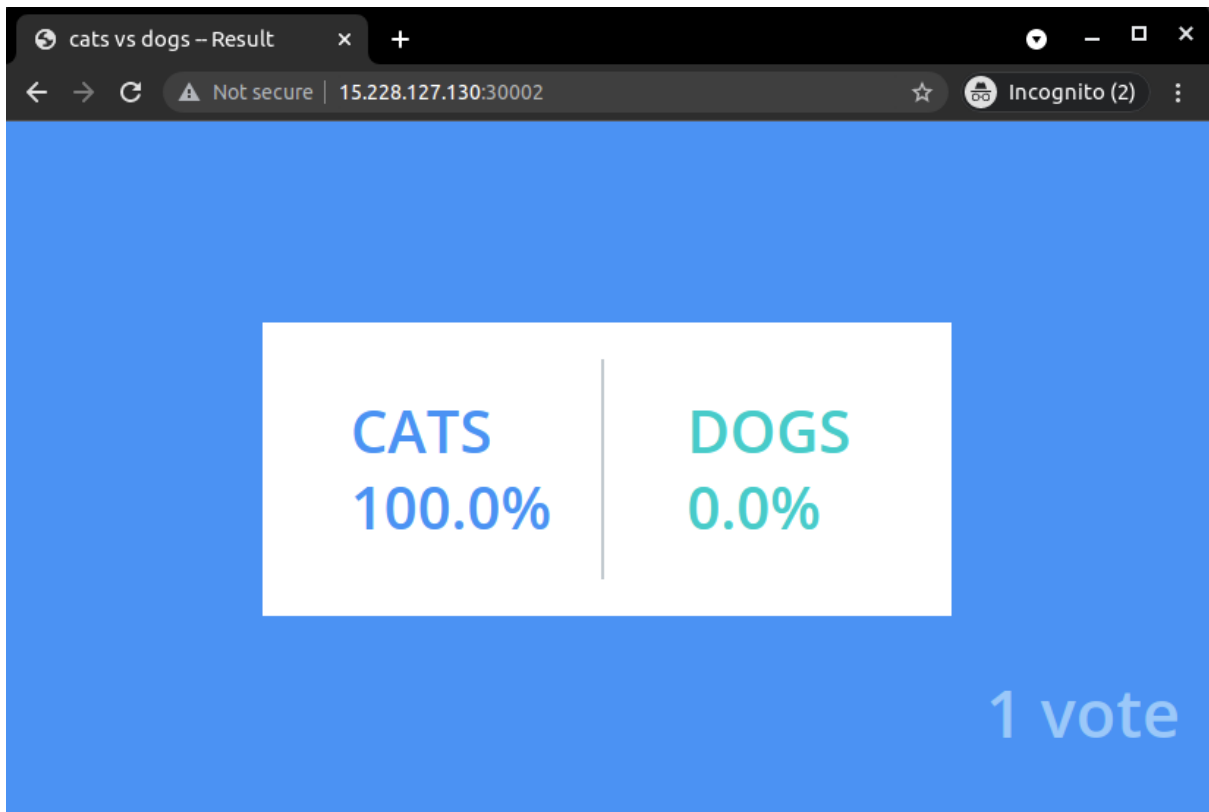 cats vs dogs -- Result
Not secure | 15.228.127.130:30002 Incognito (2)
CATS DOGS
100.0% 0.0%
1 vote